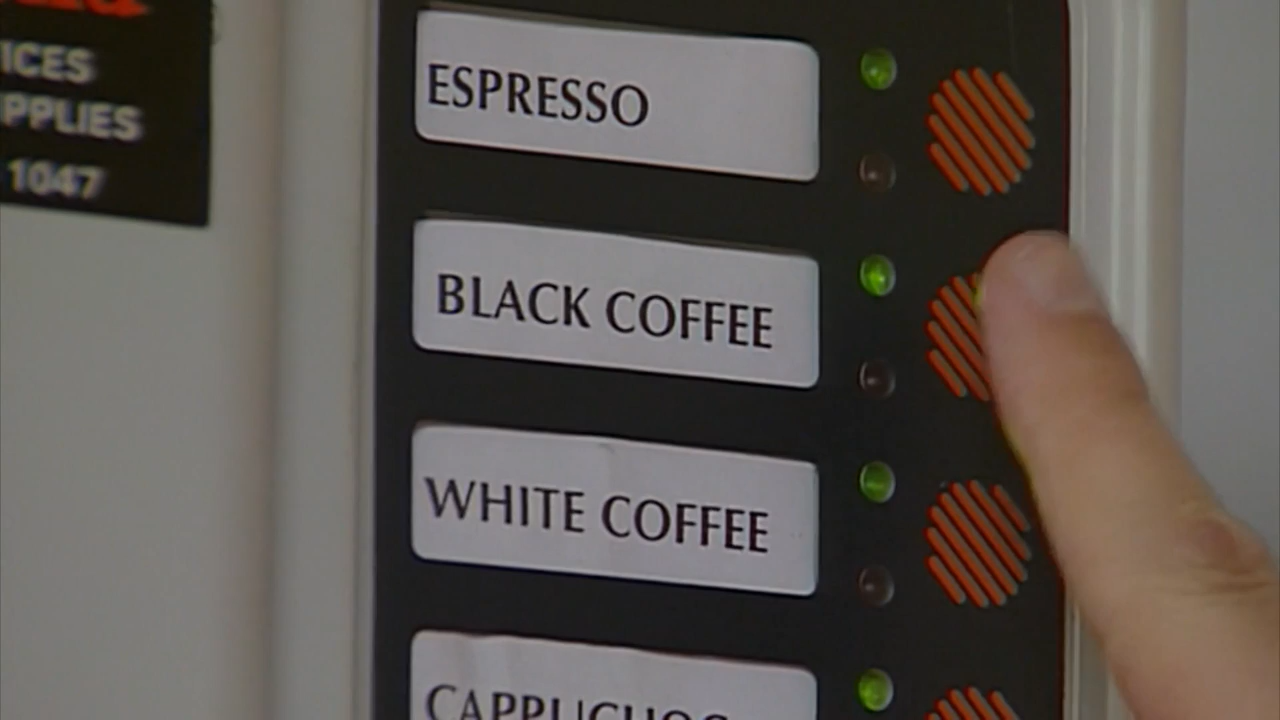 ICES
PPLIES
1047
ESPRESSO
BLACK COFFEE
WHITE COFFEE